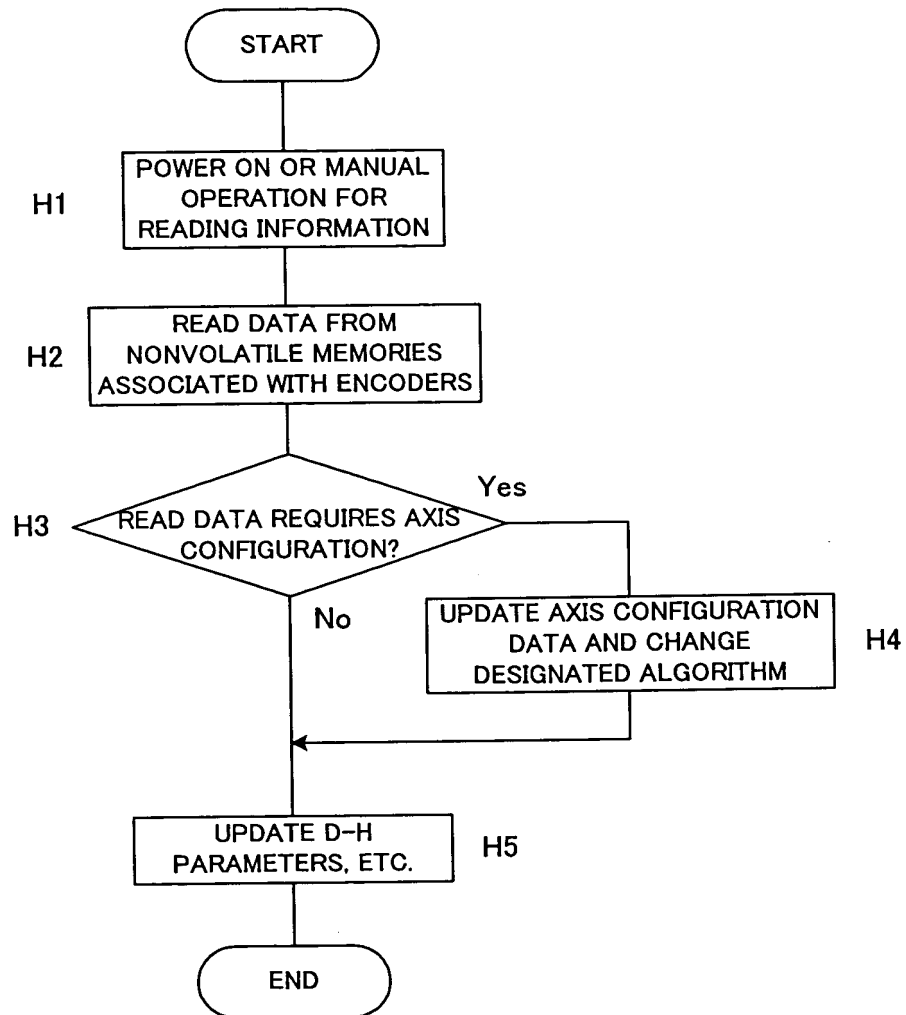 START
H1
POWER ON OR MANUAL
OPERATION FOR
READING INFORMATION
H2
READ DATA FROM
NONVOLATILE MEMORIES
ASSOCIATED WITH ENCODERS
H3
READ DATA REQUIRES AXIS
CONFIGURATION?
Yes
No
UPDATE AXIS CONFIGURATION
DATA AND CHANGE
DESIGNATED ALGORITHM
H4
UPDATE D-H
PARAMETERS, ETC.
H5
END